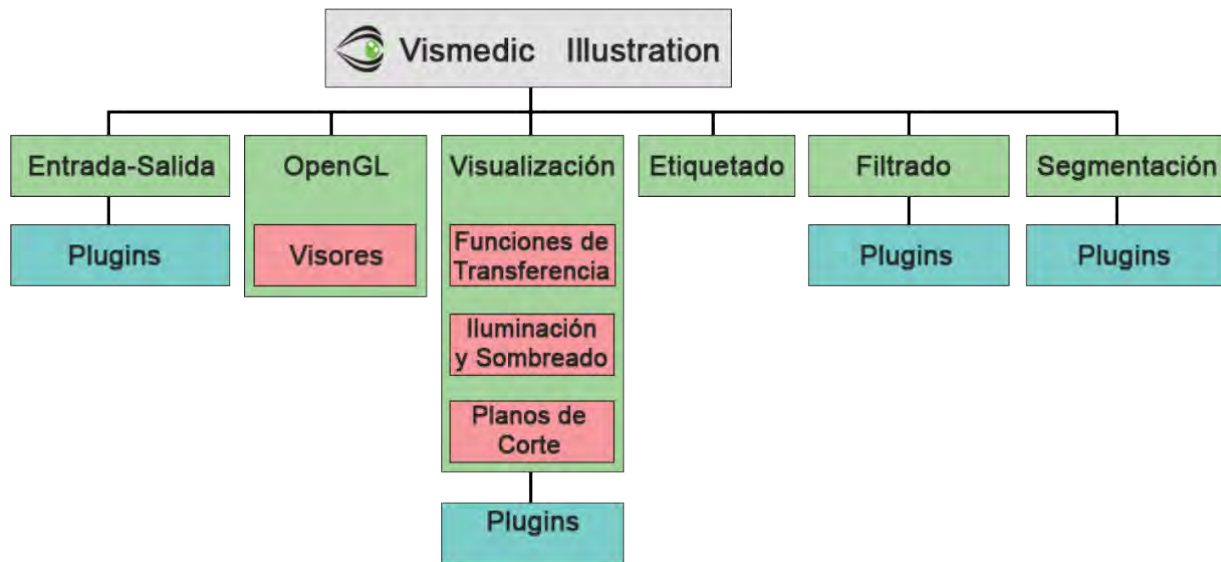 Vismedic Illustration
Entrada-Salida
OpenGL
Visualización
Etiquetado
Filtrado
Segmentación
Plugins
Visores
Funciones de
Transferencia
Plugins
Plugins
Iluminación
y Sombreado
Planos de
Corte
Plugins